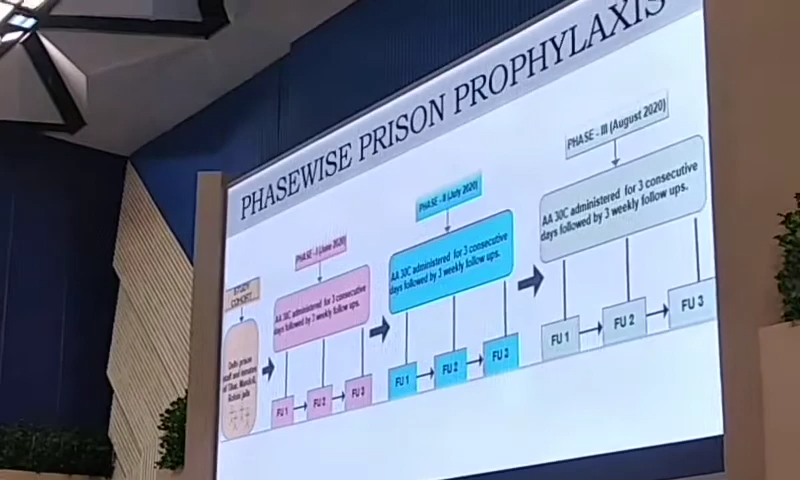 PHASEWISE PRISON PROPHYLAXIS
STUDY
COHORT
Delhi prison
staff and inmates
of Tihar, Mandoli,
Rohini jails
PHASE - I (June 2020)
AA 30C administered for 3 consecutive
days followed by 3 weekly follow ups.
FU 1
FU 2
FU 3
PHASE - II (July 2020)
AA 30C administered for 3 consecutive
days followed by 3 weekly follow ups.
FU 1
FU 2
FU 3
PHASE - III (August 2020)
AA 30C administered for 3 consecutive
days followed by 3 weekly follow ups.
FU 1
FU 2
FU 3